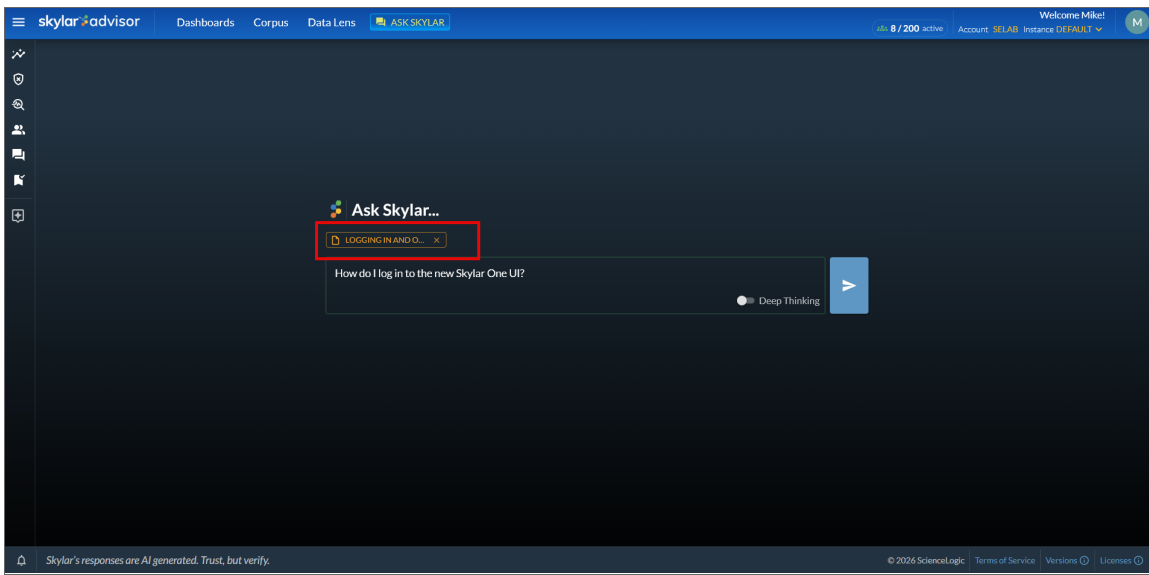 skylar advisor
Dashboards
Corpus
Data Lens
ASK SKYLAR
8 / 200 active
Welcome Mike!
Account SELAB Instance DEFAULT
M
Ask Skylar...
LOGGING IN AND O...
How do I log in to the new Skylar One UI?
Deep Thinking
Skylar's responses are AI generated. Trust, but verify.
© 2026 ScienceLogic
Terms of Service
Versions
Licenses